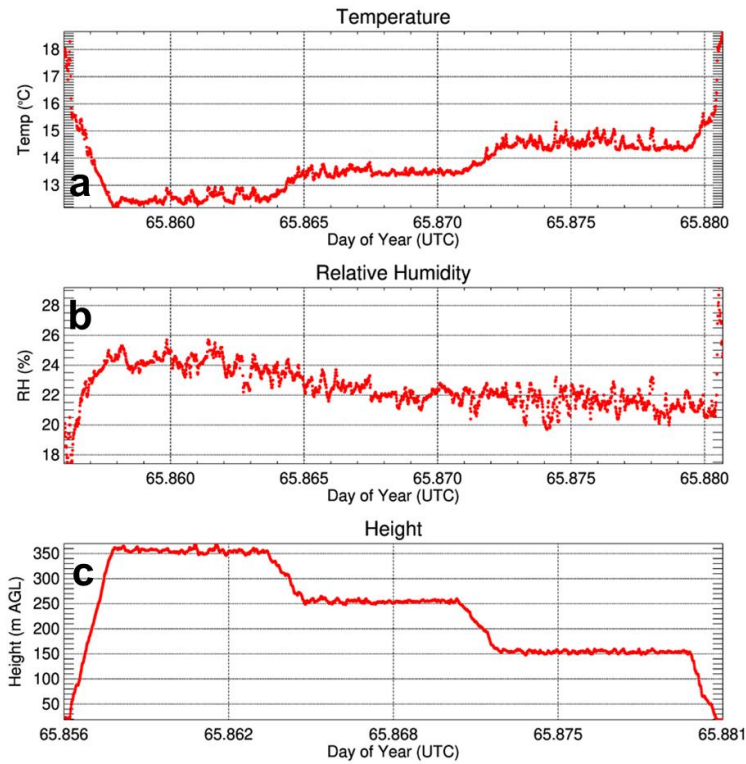 Temperature
18
17
16
15
14
13
Temp (°C)
a
65.860 65.865 65.870 65.875 65.880
Day of Year (UTC)
Relative Humidity
28
26
24
22
20
18
RH (%)
b
65.860 65.865 65.870 65.875 65.880
Day of Year (UTC)
Height
350
300
250
200
150
100
50
Height (m AGL)
c
65.856 65.862 65.868 65.875 65.881
Day of Year (UTC)